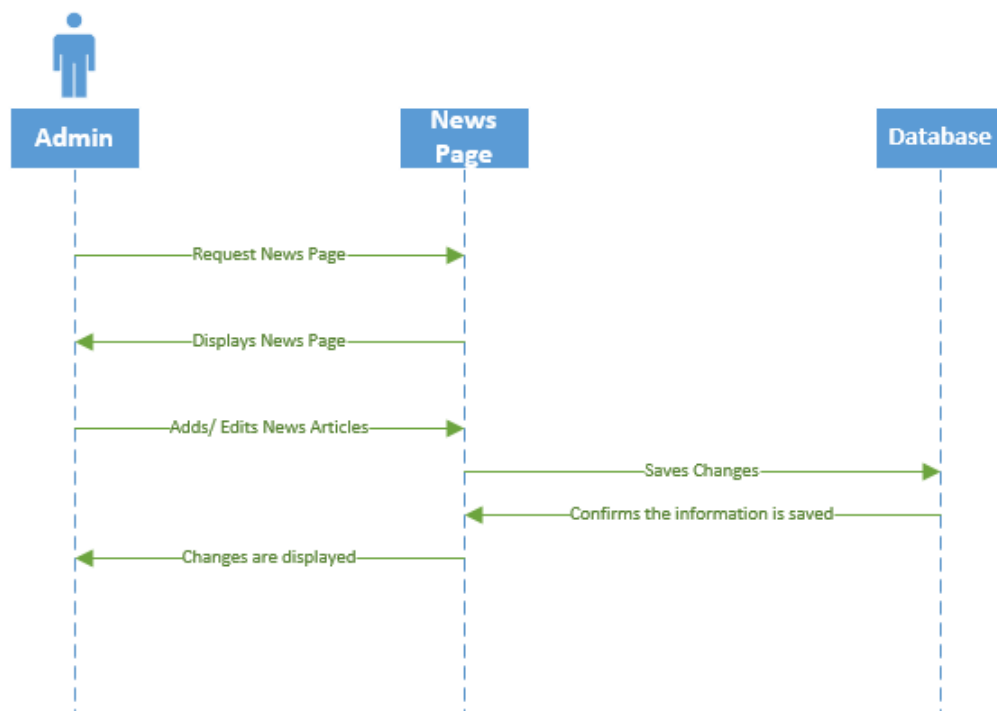 Admin
News
Page
Database
Request News Page
Displays News Page
Adds/ Edits News Articles
Saves Changes
Confirms the information is saved
Changes are displayed